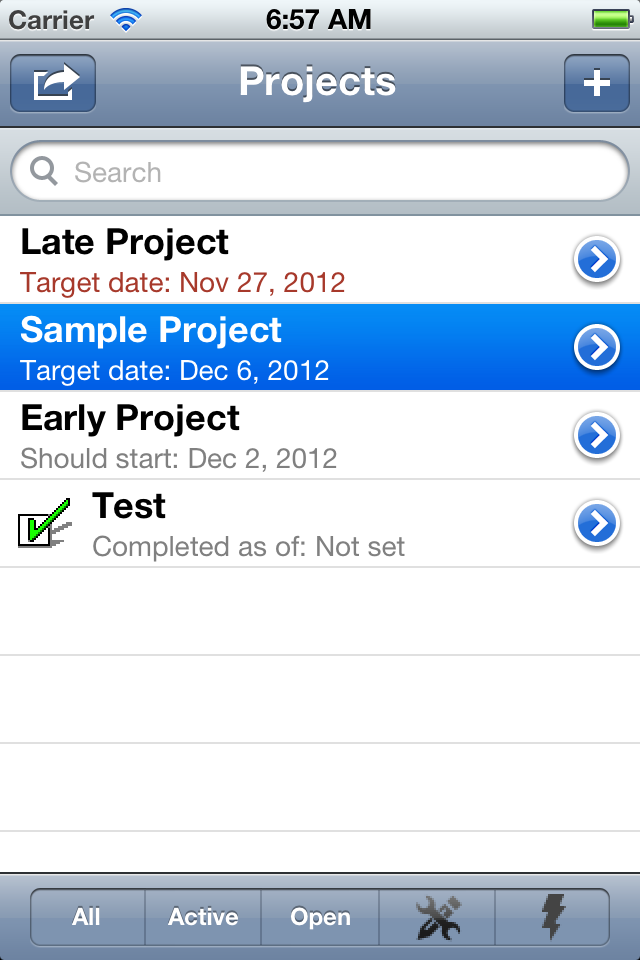 Carrier 6:57 AM
Projects
Search
Late Project
Target date: Nov 27, 2012
Sample Project
Target date: Dec 6, 2012
Early Project
Should start: Dec 2, 2012
Test
Completed as of: Not set
All Active Open